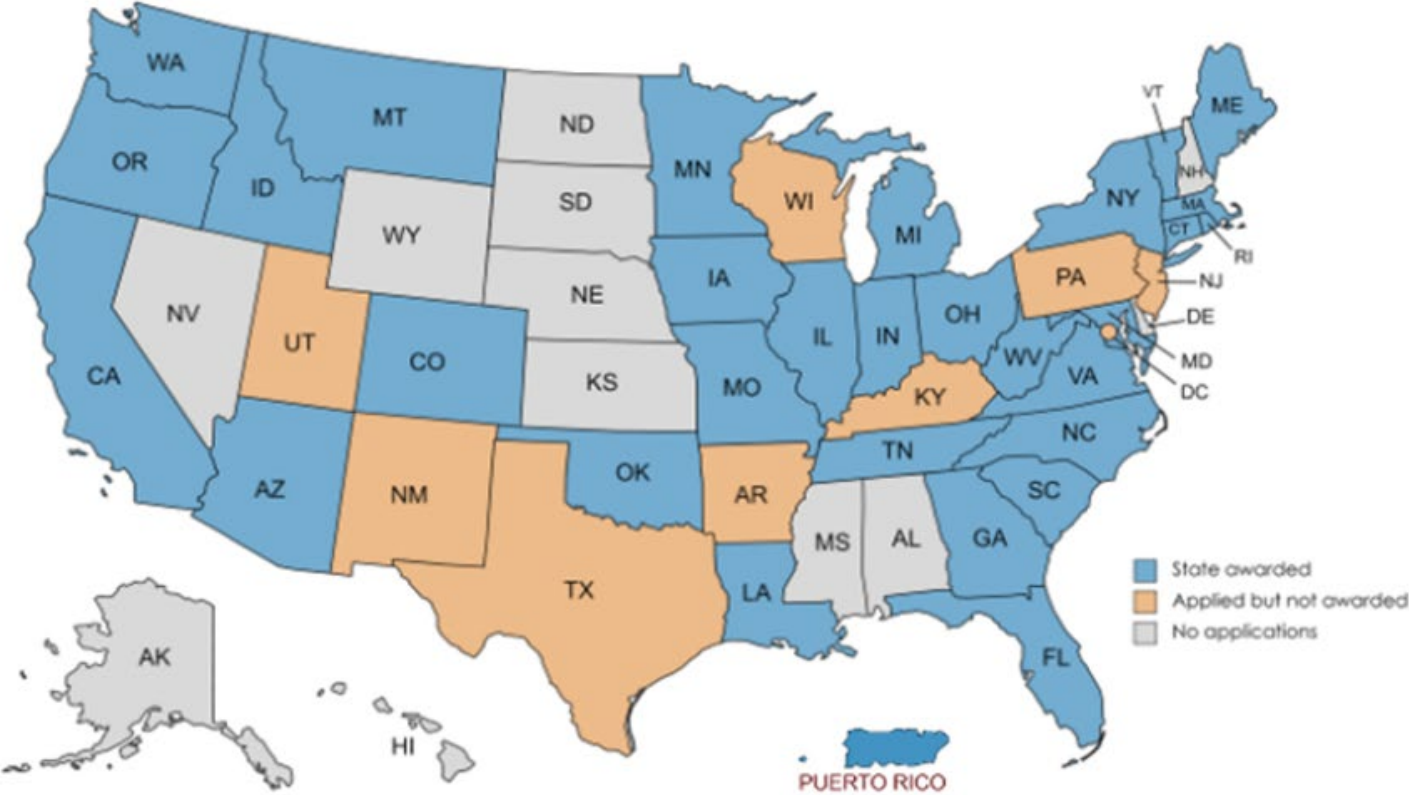 WA
MT
ND
MN
VT
ME
OR
ID
SD
WI
MI
NY
NH
MA
CT
RI
WY
IA
PA
NJ
NV
NE
IL
IN
OH
DE
UT
CO
KS
MO
WV
VA
MD
DC
CA
KY
AZ
NM
OK
AR
TN
NC
SC
MS
AL
GA
TX
LA
State awarded
Applied but not awarded
No applications
AK
FL
HI
PUERTO RICO